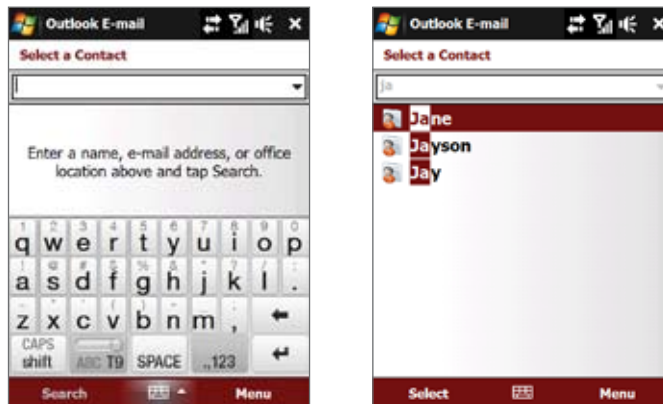 Outlook E-mail
Select a Contact
Enter a name, e-mail address, or office
location above and tap Search.
1 2 3 4 5 6 7 8 9 0
q w e r t y u i o p
a s d f g h j k l .
z x c v b n m ,
CAPS
shift ABC T9 SPACE .,123
Search Menu
Outlook E-mail
Select a Contact
ja
Jane
Jayson
Jay
Select Menu